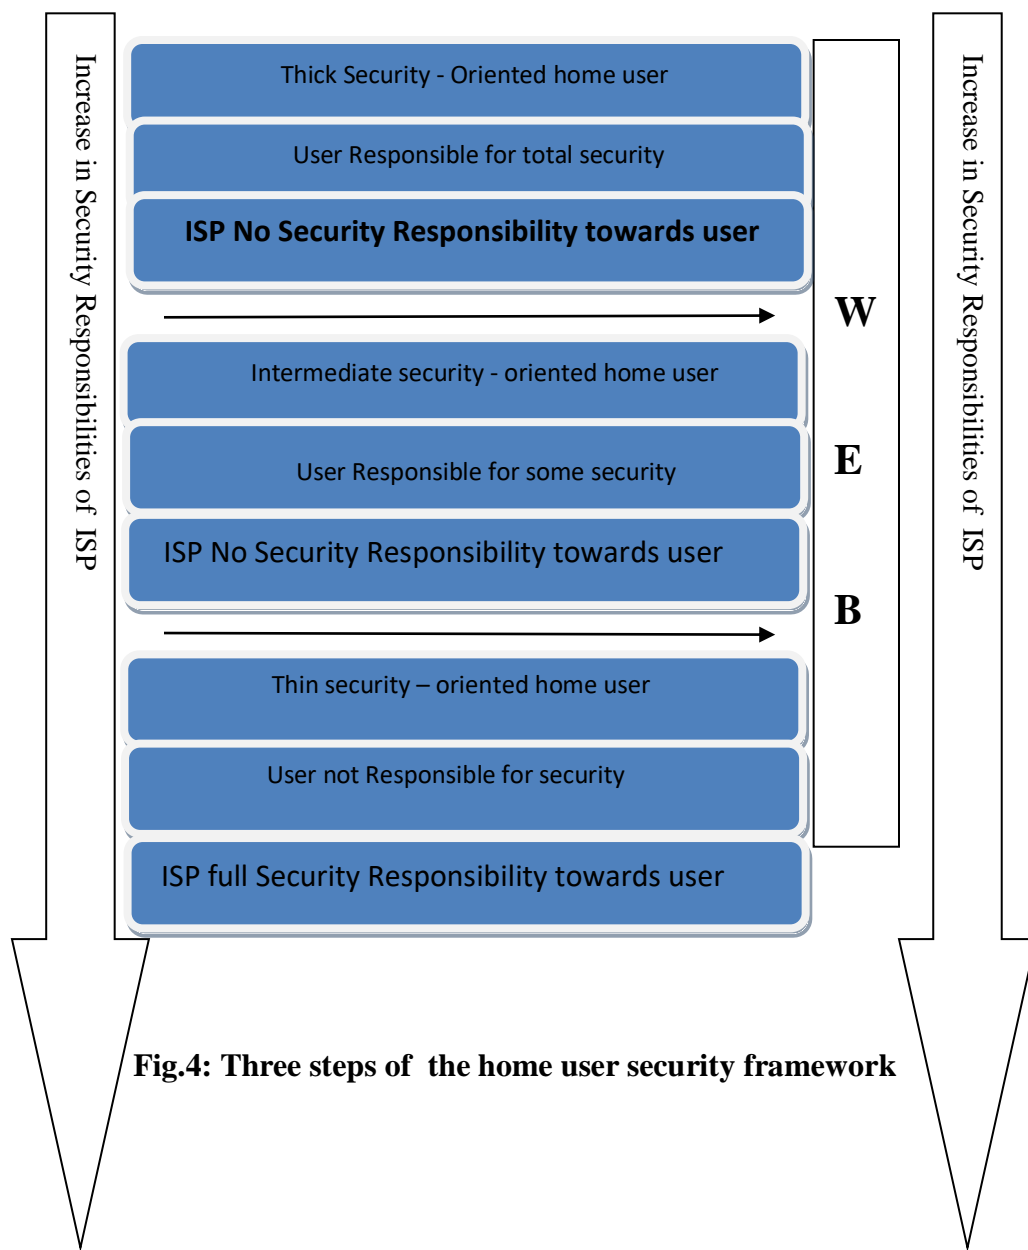 Increase in Security Responsibilities of ISP
Thick Security - Oriented home user
User Responsible for total security
ISP No Security Responsibility towards user
Intermediate security - oriented home user
User Responsible for some security
ISP No Security Responsibility towards user
Thin security – oriented home user
User not Responsible for security
ISP full Security Responsibility towards user
W
E
B
Increase in Security Responsibilities of ISP
Fig.4: Three steps of the home user security framework